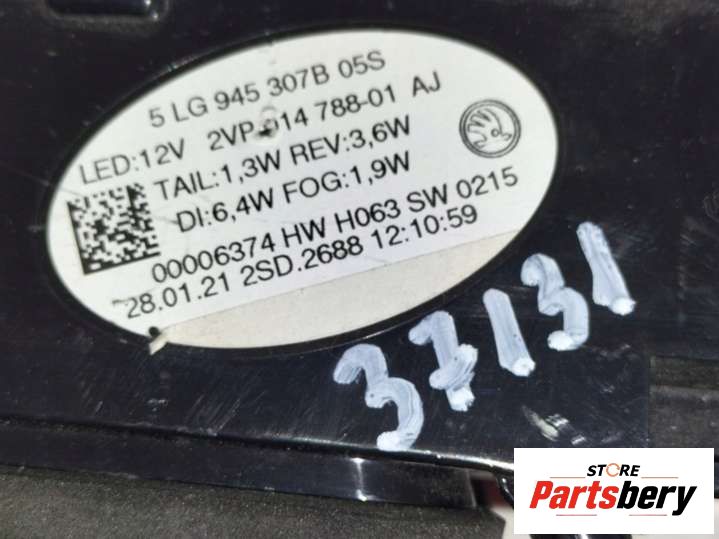 5 LG 945 307B 05S
LED:12V 2VP 014 788-01 AJ
TAIL:1,3W REV:3,6W
DI:6,4W FOG:1,9W
00006374 HW H063 SW 0215
28.01.21 2SD.2688 12:10:59
37131
STORE
Partsbery